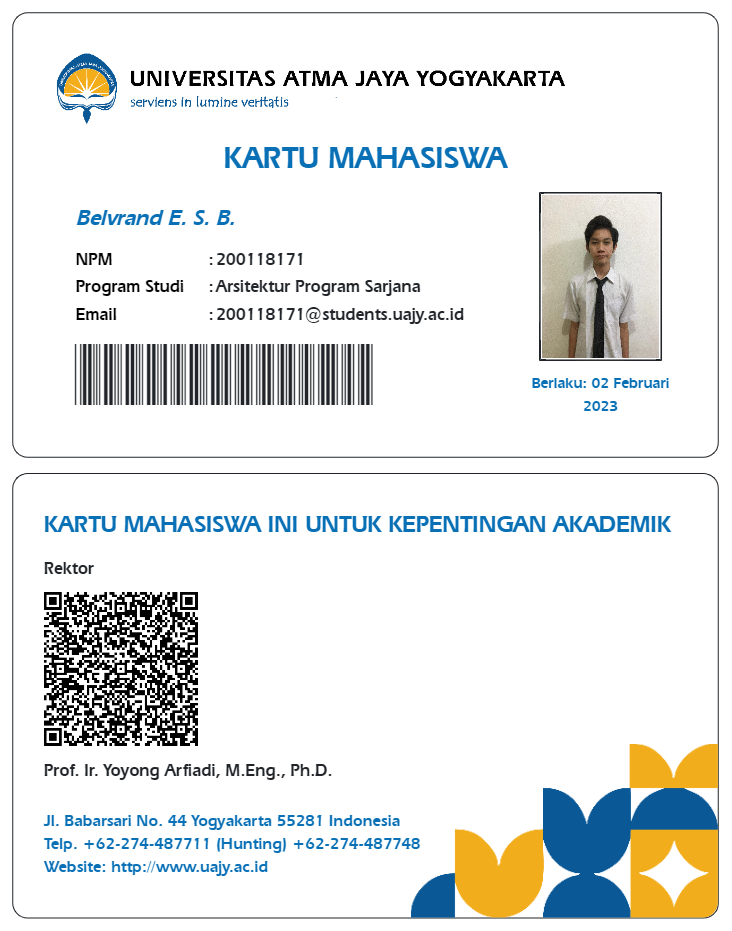 UNIVERSITAS ATMA JAYA YOGYAKARTA
serviens in lumine veritatis
KARTU MAHASISWA
Belvrand E. S. B.
NPM : 200118171
Program Studi : Arsitektur Program Sarjana
Email : 200118171@students.uajy.ac.id
Berlaku: 02 Februari
2023
KARTU MAHASISWA INI UNTUK KEPENTINGAN AKADEMIK
Rektor
Prof. Ir. Yoyong Arfiadi, M.Eng., Ph.D.
Jl. Babarsari No. 44 Yogyakarta 55281 Indonesia
Telp. +62-274-487711 (Hunting) +62-274-487748
Website: http://www.uajy.ac.id